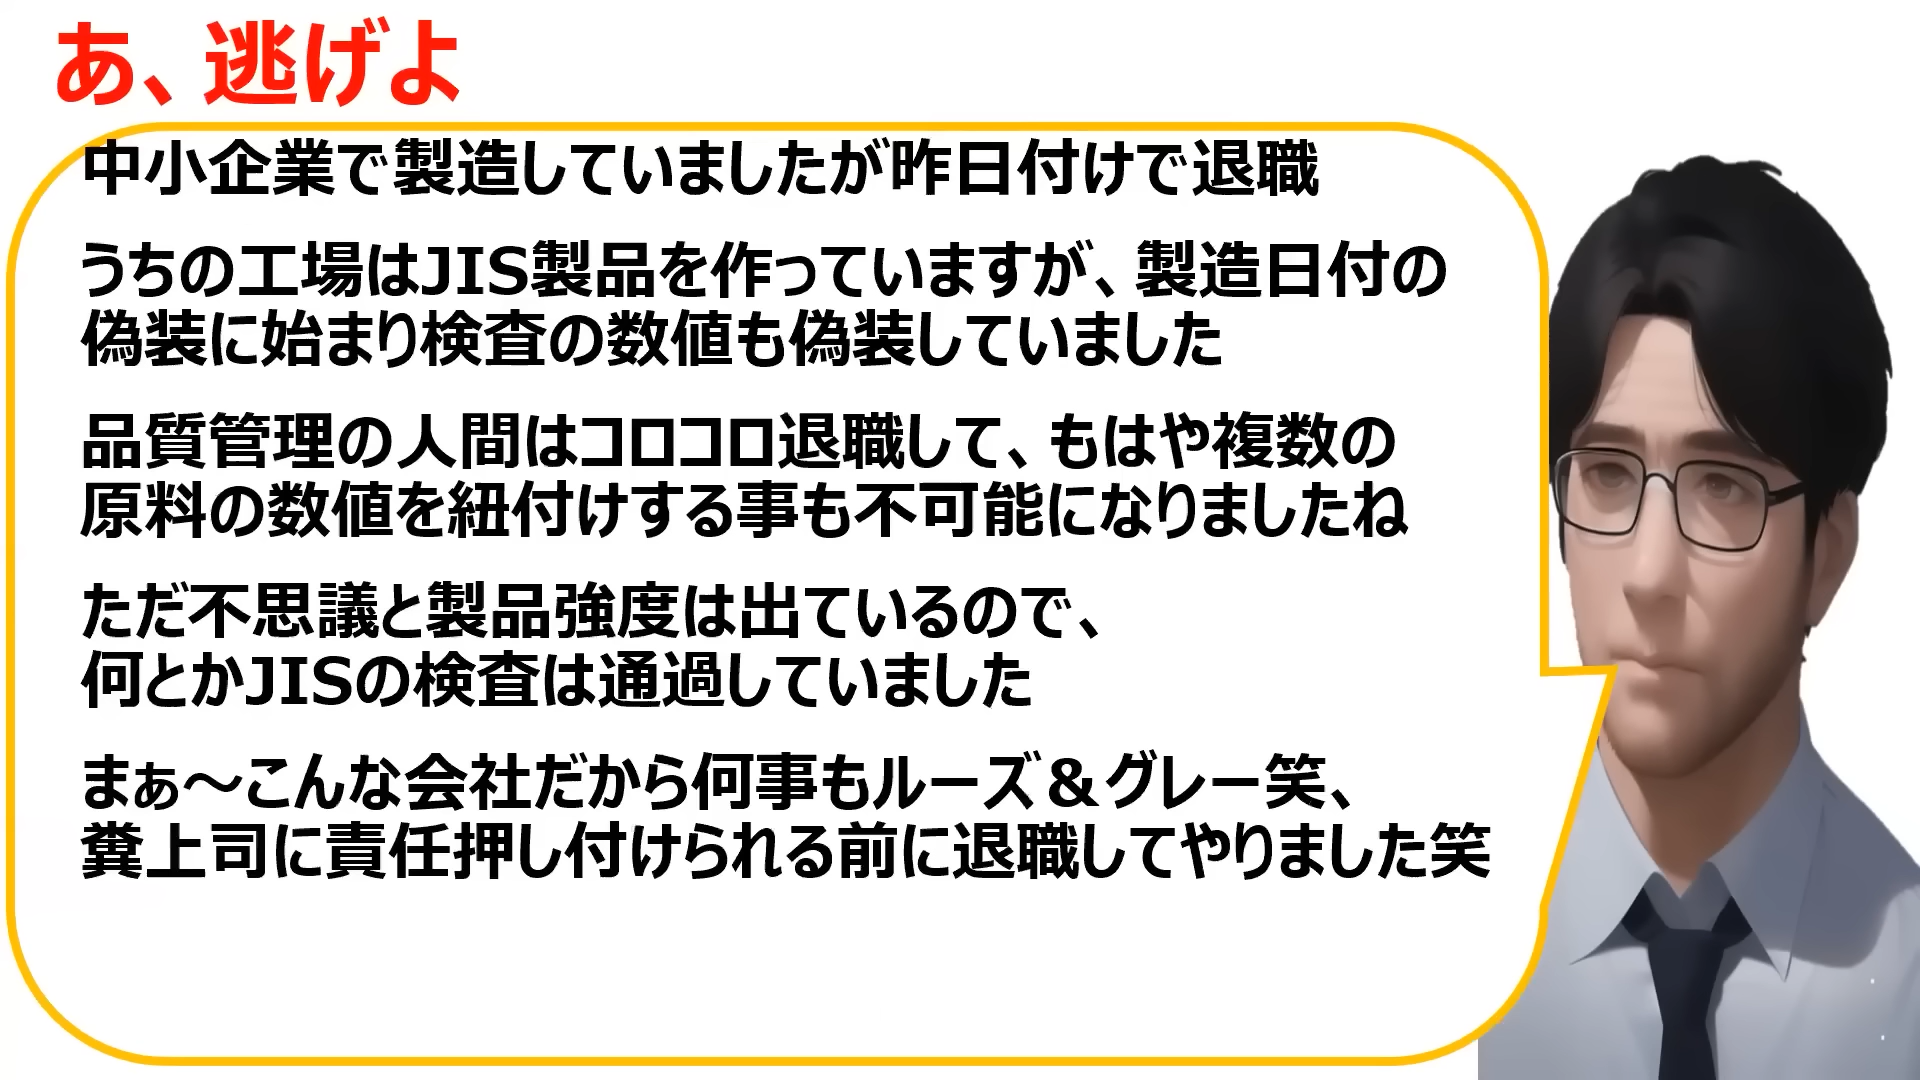 あ、逃げよ
中小企業で製造していましたが昨日付けで退職
うちの工場はJIS製品を作っていますが、製造日付の
偽装に始まり検査の数値も偽装していました
品質管理の人間はコロコロ退職して、もはや複数の
原料の数値を紐付けする事も不可能になりましたね
ただ不思議と製品強度は出ているので、
何とかJISの検査は通過していました
まぁ～こんな会社だから何事もルーズ＆グレー笑、
糞上司に責任押し付けられる前に退職してやりました笑